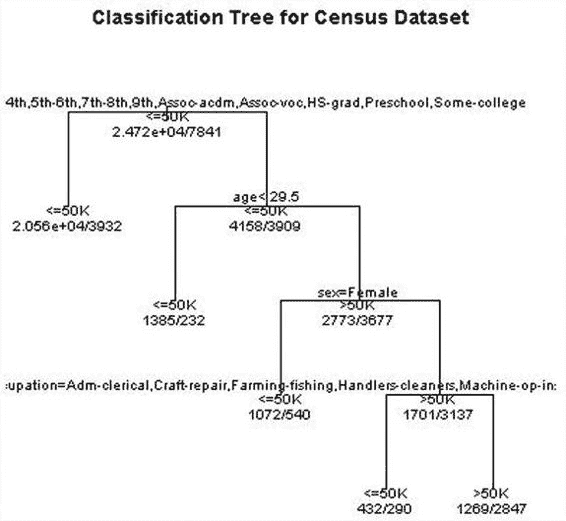 Classification Tree for Census Dataset
4th,5th-6th,7th-8th,9th,Assoc-acdm,Assoc-voc,HS-grad,Preschool,Some-college
<=50K
2.472e+04/7841
age< 29.5
<=50K
2.056e+04/3932
<=50K
4158/3909
sex=Female
<=50K
1385/232
>50K
2773/3677
:upation=Adm-clerical,Craft-repair,Farming-fishing,Handlers-cleaners,Machine-op-in:
<=50K
1072/540
>50K
1701/3137
<=50K
432/290
>50K
1269/2847